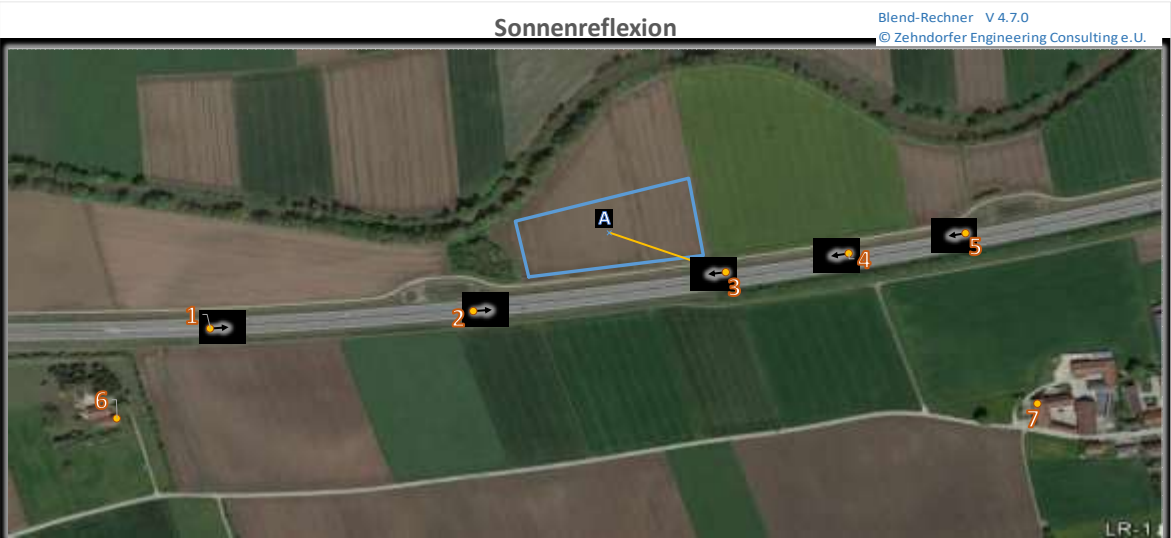 Sonnenreflexion
Blend-Rechner V 4.7.0
© Zehndorfer Engineering Consulting e.U.
A
5
4
3
1
2
6
7
LR-1